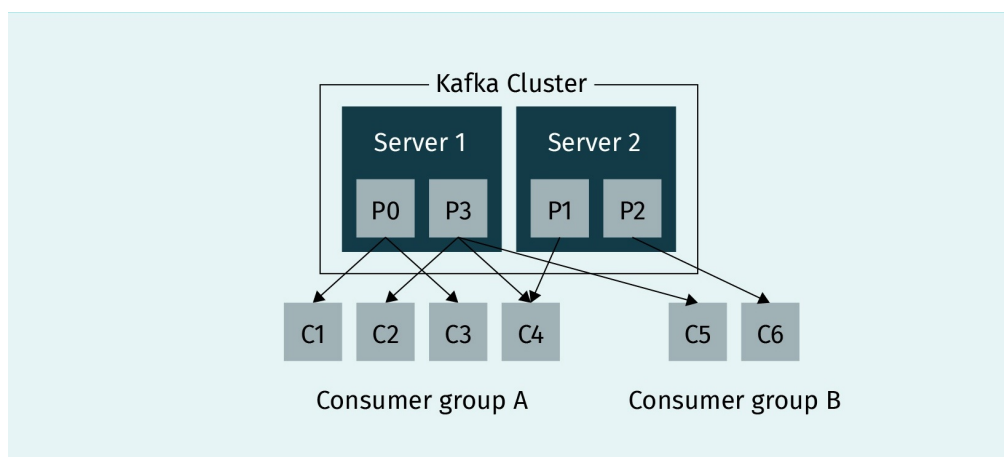 Kafka Cluster
Server 1
Server 2
P0
P3
P1
P2
C1
C2
C3
C4
C5
C6
Consumer group A
Consumer group B